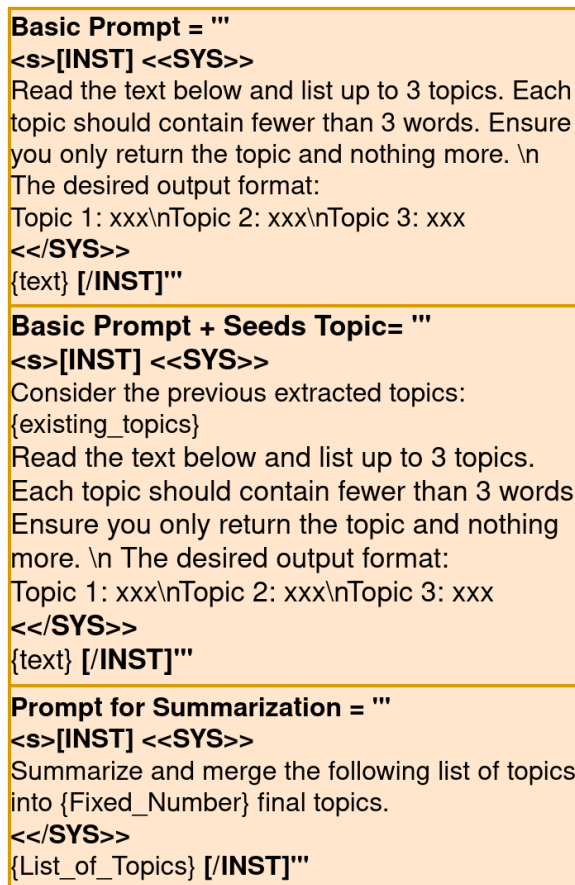 Basic Prompt = '''
<s>[INST] <<SYS>>
Read the text below and list up to 3 topics. Each
topic should contain fewer than 3 words. Ensure
you only return the topic and nothing more. \n
The desired output format:
Topic 1: xxx\nTopic 2: xxx\nTopic 3: xxx
<</SYS>>
{text} [/INST]'''
Basic Prompt + Seeds Topic= '''
<s>[INST] <<SYS>>
Consider the previous extracted topics:
{existing_topics}
Read the text below and list up to 3 topics.
Each topic should contain fewer than 3 words
Ensure you only return the topic and nothing
more. \n The desired output format:
Topic 1: xxx\nTopic 2: xxx\nTopic 3: xxx
<</SYS>>
{text} [/INST]'''
Prompt for Summarization = '''
<s>[INST] <<SYS>>
Summarize and merge the following list of topics
into {Fixed_Number} final topics.
<</SYS>>
{List_of_Topics} [/INST]'''